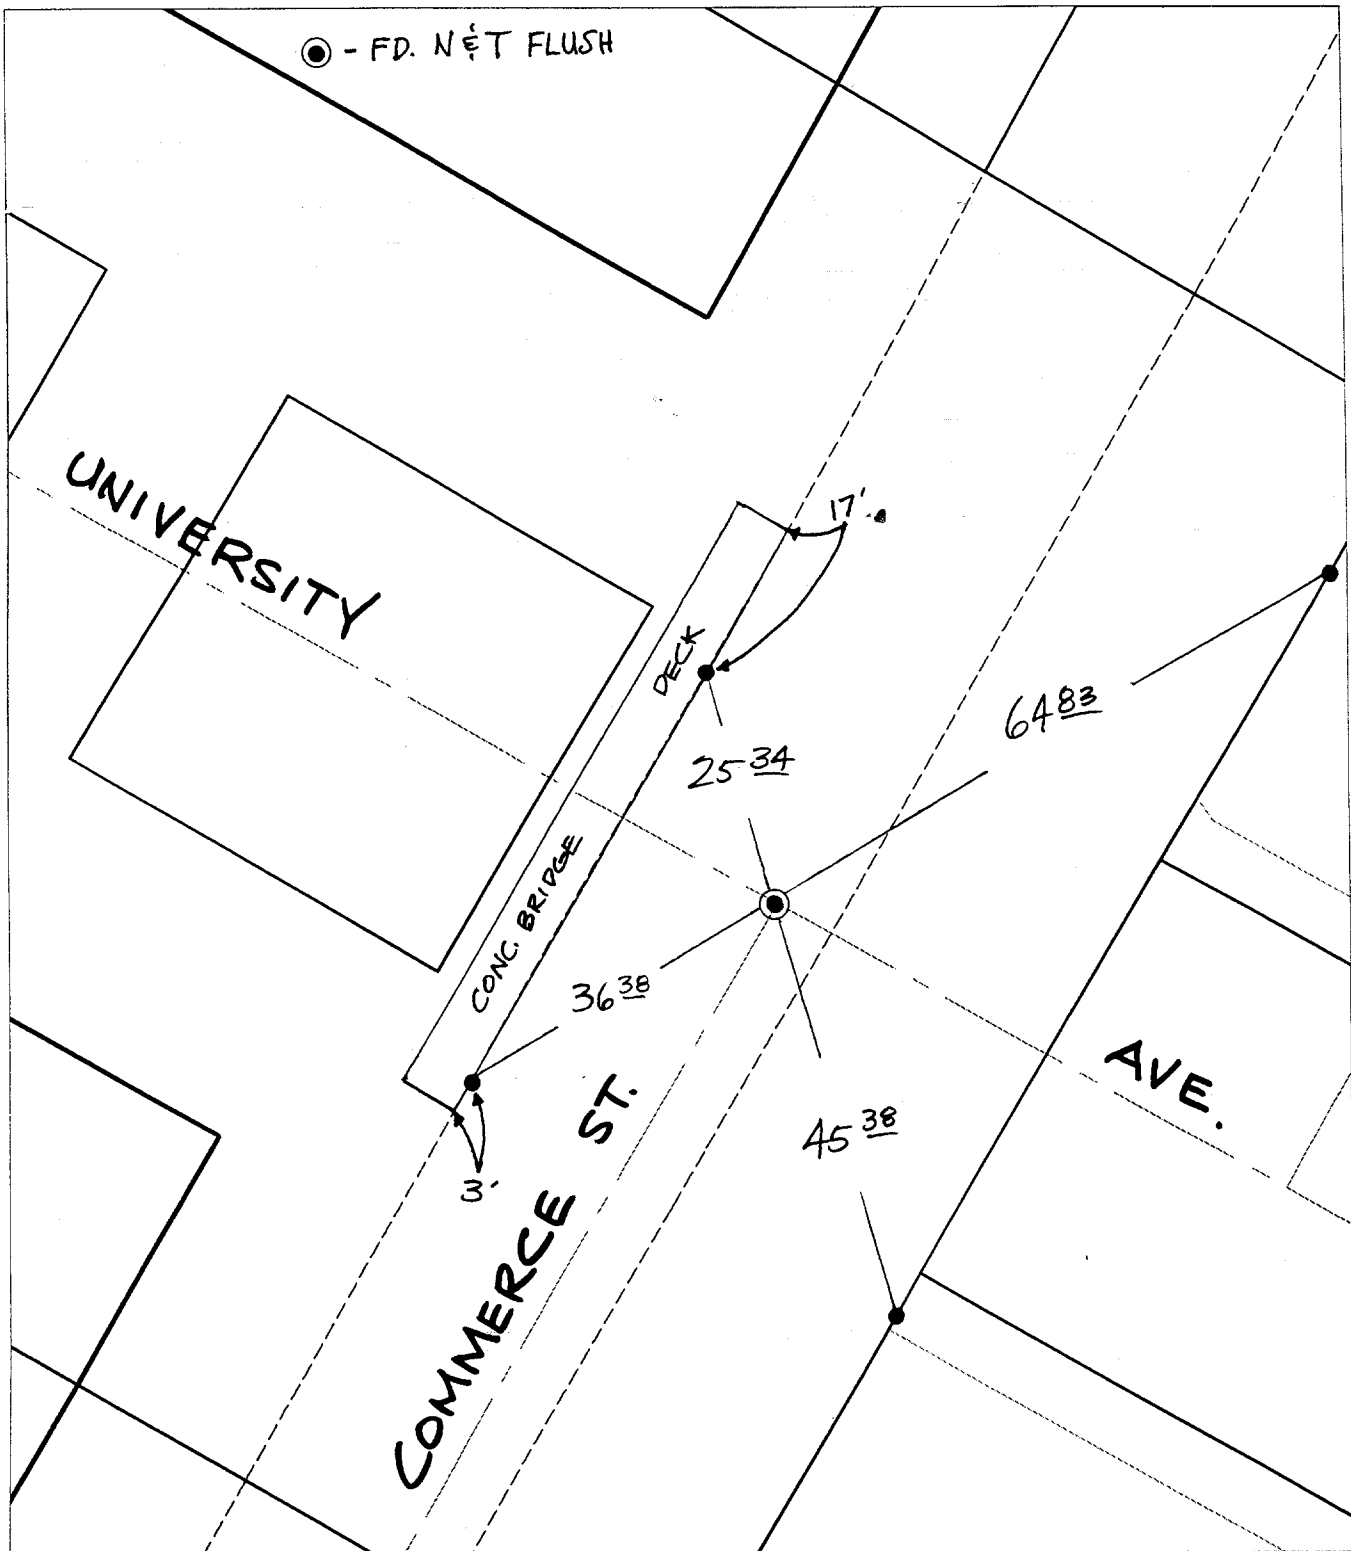 - FD. N & T FLUSH
UNIVERSITY
17'
DECK
64 83
25 34
CONC. BRIDGE
36 38
AVE.
ST.
45 38
3'
COMMERCE